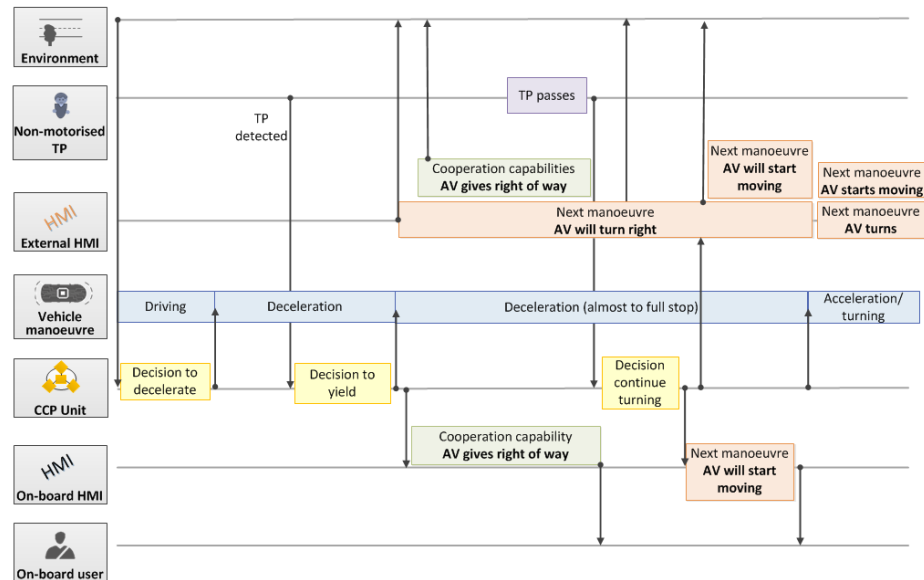 Environment
Non-motorised
TP
TP
detected
TP passes
Cooperation capabilities
AV gives right of way
Next manoeuvre
AV will start
moving
Next manoeuvre
AV starts moving
HMI
External HMI
Next manoeuvre
AV will turn right
Next manoeuvre
AV turns
Vehicle
manoeuvre
Driving
Deceleration
Deceleration (almost to full stop)
Acceleration/
turning
CCP Unit
Decision to
decelerate
Decision to
yield
Decision
continue
turning
HMI
On-board HMI
Cooperation capability
AV gives right of way
Next manoeuvre
AV will start
moving
On-board user